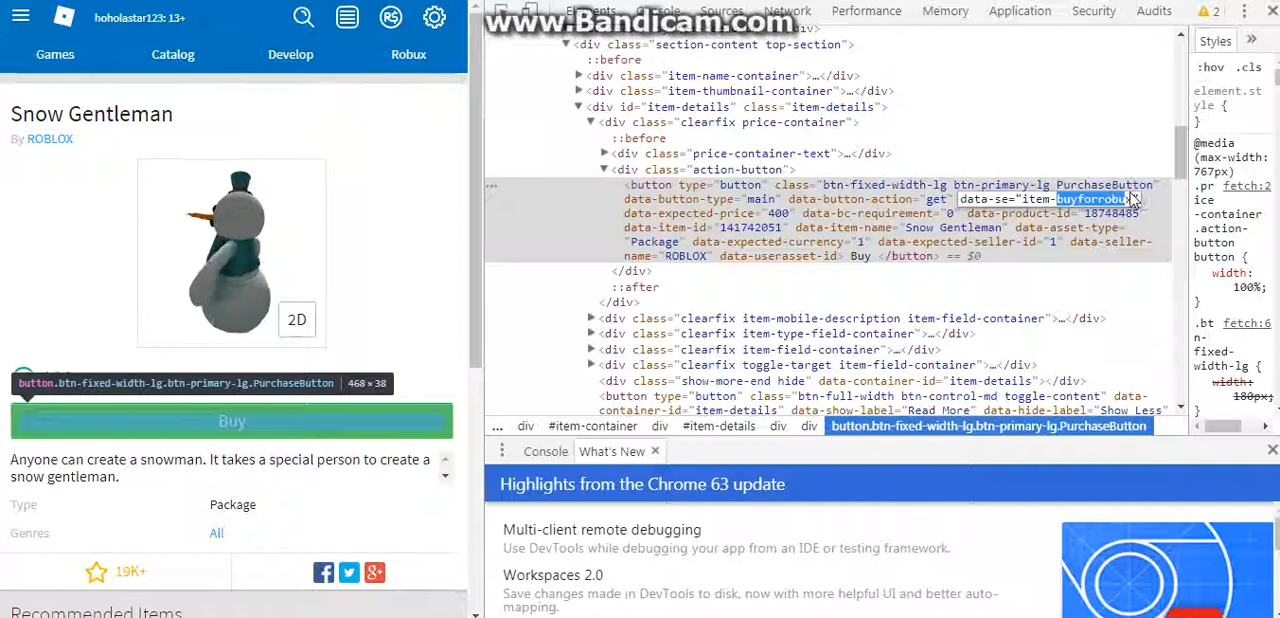 hoholastar123: 13+
Games
Catalog
Develop
Robux
Snow Gentleman
By ROBLOX
2D
button.btn-fixed-width-lg.btn-primary-lg.PurchaseButton 468 × 38
Buy
Anyone can create a snowman. It takes a special person to create a
snow gentleman.
Type Package
Genres All
19K+
Recommended Items
www.Bandicam.com
Elements Console Sources Network Performance Memory Application Security Audits 2
<div class="section-content top-section">
::before
<div class="item-name-container">…</div>
<div class="item-thumbnail-container">…</div>
<div id="item-details" class="item-details">
<div class="clearfix price-container">
::before
<div class="price-container-text">…</div>
<div class="action-button">
<button type="button" class="btn-fixed-width-lg btn-primary-lg PurchaseButton"
data-button-type="main" data-button-action="get" data-se="item-buyforrobu
data-expected-price="400" data-bc-requirement="0" data-product-id="18748485"
data-item-id="141742051" data-item-name="Snow Gentleman" data-asset-type=
"Package" data-expected-currency="1" data-expected-seller-id="1" data-seller-
name="ROBLOX" data-userasset-id> Buy </button> == $0
</div>
::after
</div>
<div class="clearfix item-mobile-description item-field-container">…</div>
<div class="clearfix item-type-field-container">…</div>
<div class="clearfix item-field-container">…</div>
<div class="clearfix toggle-target item-field-container">…</div>
<div class="show-more-end hide" data-container-id="item-details">
<button type="button" class="btn-full-width btn-control-md toggle-content" data-
container-id="item-details" data-show-label="Read More" data-hide-label="Show Less"
... div #item-container div #item-details div div button.btn-fixed-width-lg.btn-primary-lg.PurchaseButton
Styles »
:hov .cls
element.st
yle {
}
@media
(max-width:
767px)
.pr fetch…2
ice
-container
.action-
button
button {
width:
100%;
}
.bt fetch…6
n-
fixed-
width-lg {
width:
180px;
}
Console What's New ×
Highlights from the Chrome 63 update
Multi-client remote debugging
Use DevTools while debugging your app from an IDE or testing framework.
Workspaces 2.0
Save changes made in DevTools to disk, now with more helpful UI and better auto-
mapping.